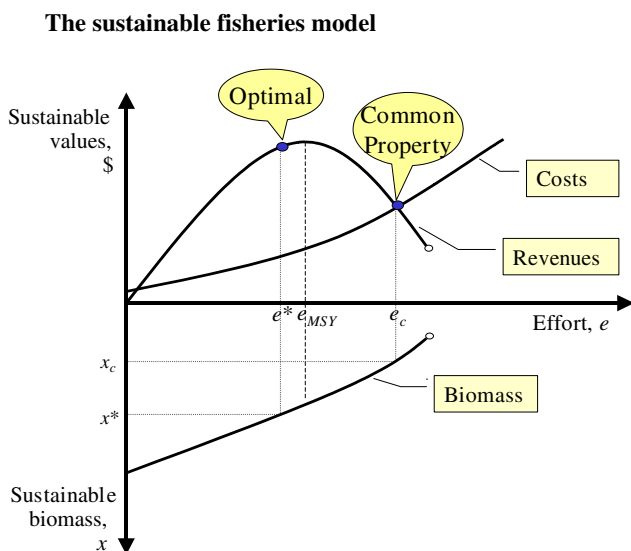 The sustainable fisheries model
Optimal
Sustainable
values,
$
Common
Property
Costs
Revenues
e* e_MSY e_c
Effort, e
x_c
x*
Biomass
Sustainable
biomass,
x